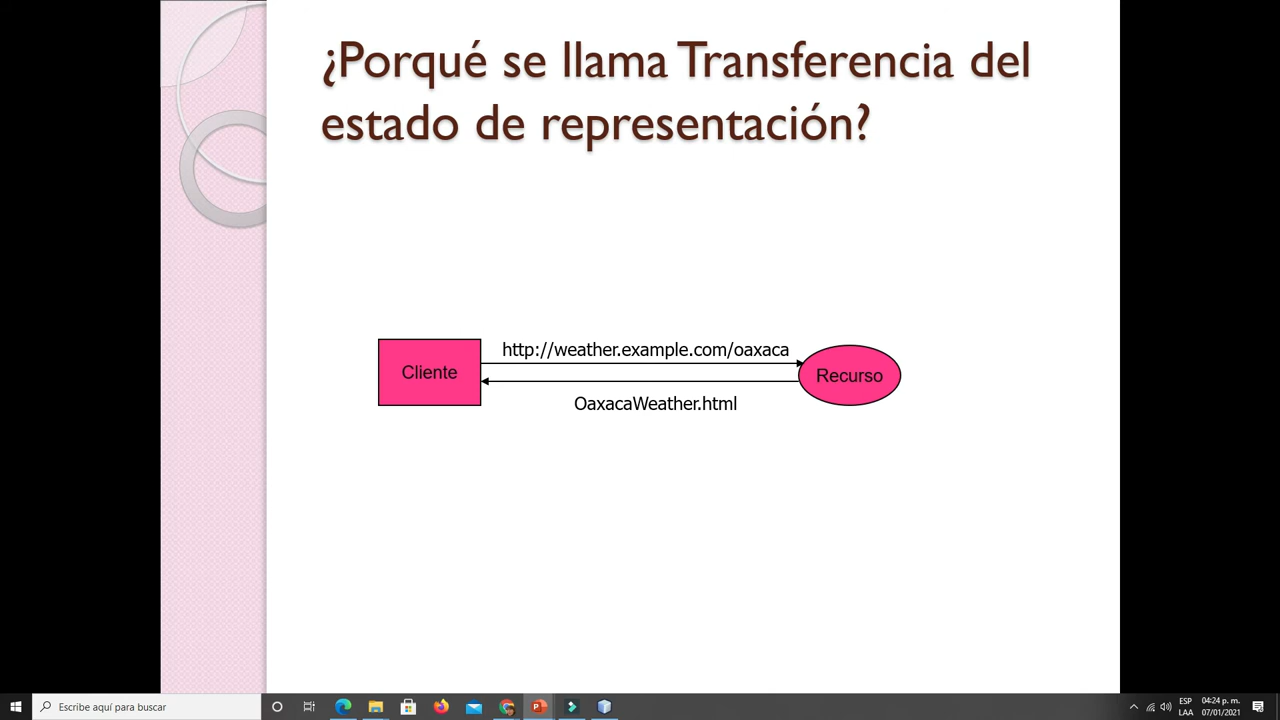 ¿Porqué se llama Transferencia del
estado de representación?
http://weather.example.com/oaxaca
Cliente
Recurso
OaxacaWeather.html
Escribe aquí para buscar
ESP
LAA
04:24 p. m.
07/01/2021